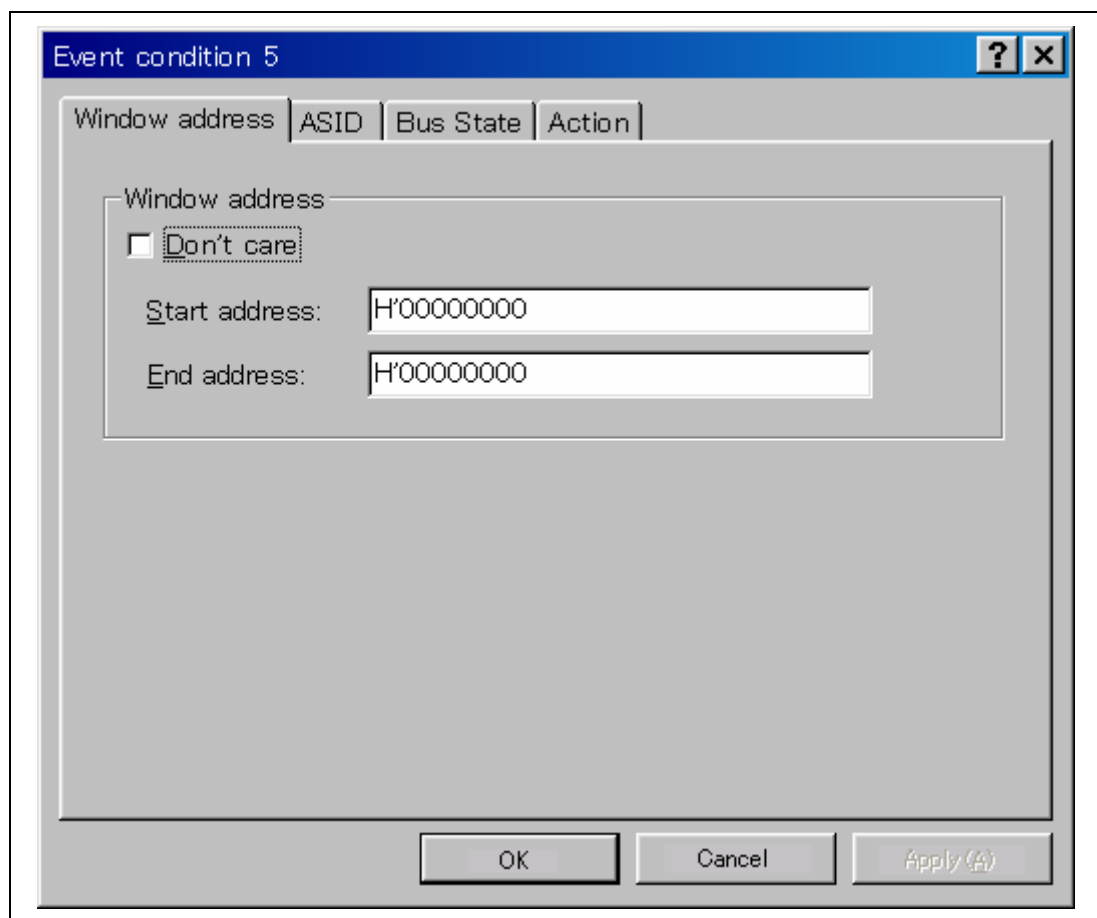 Event condition 5
Window address ASID Bus State Action
Window address
Don't care
Start address: H'00000000
End address: H'00000000
OK Cancel Apply (A)